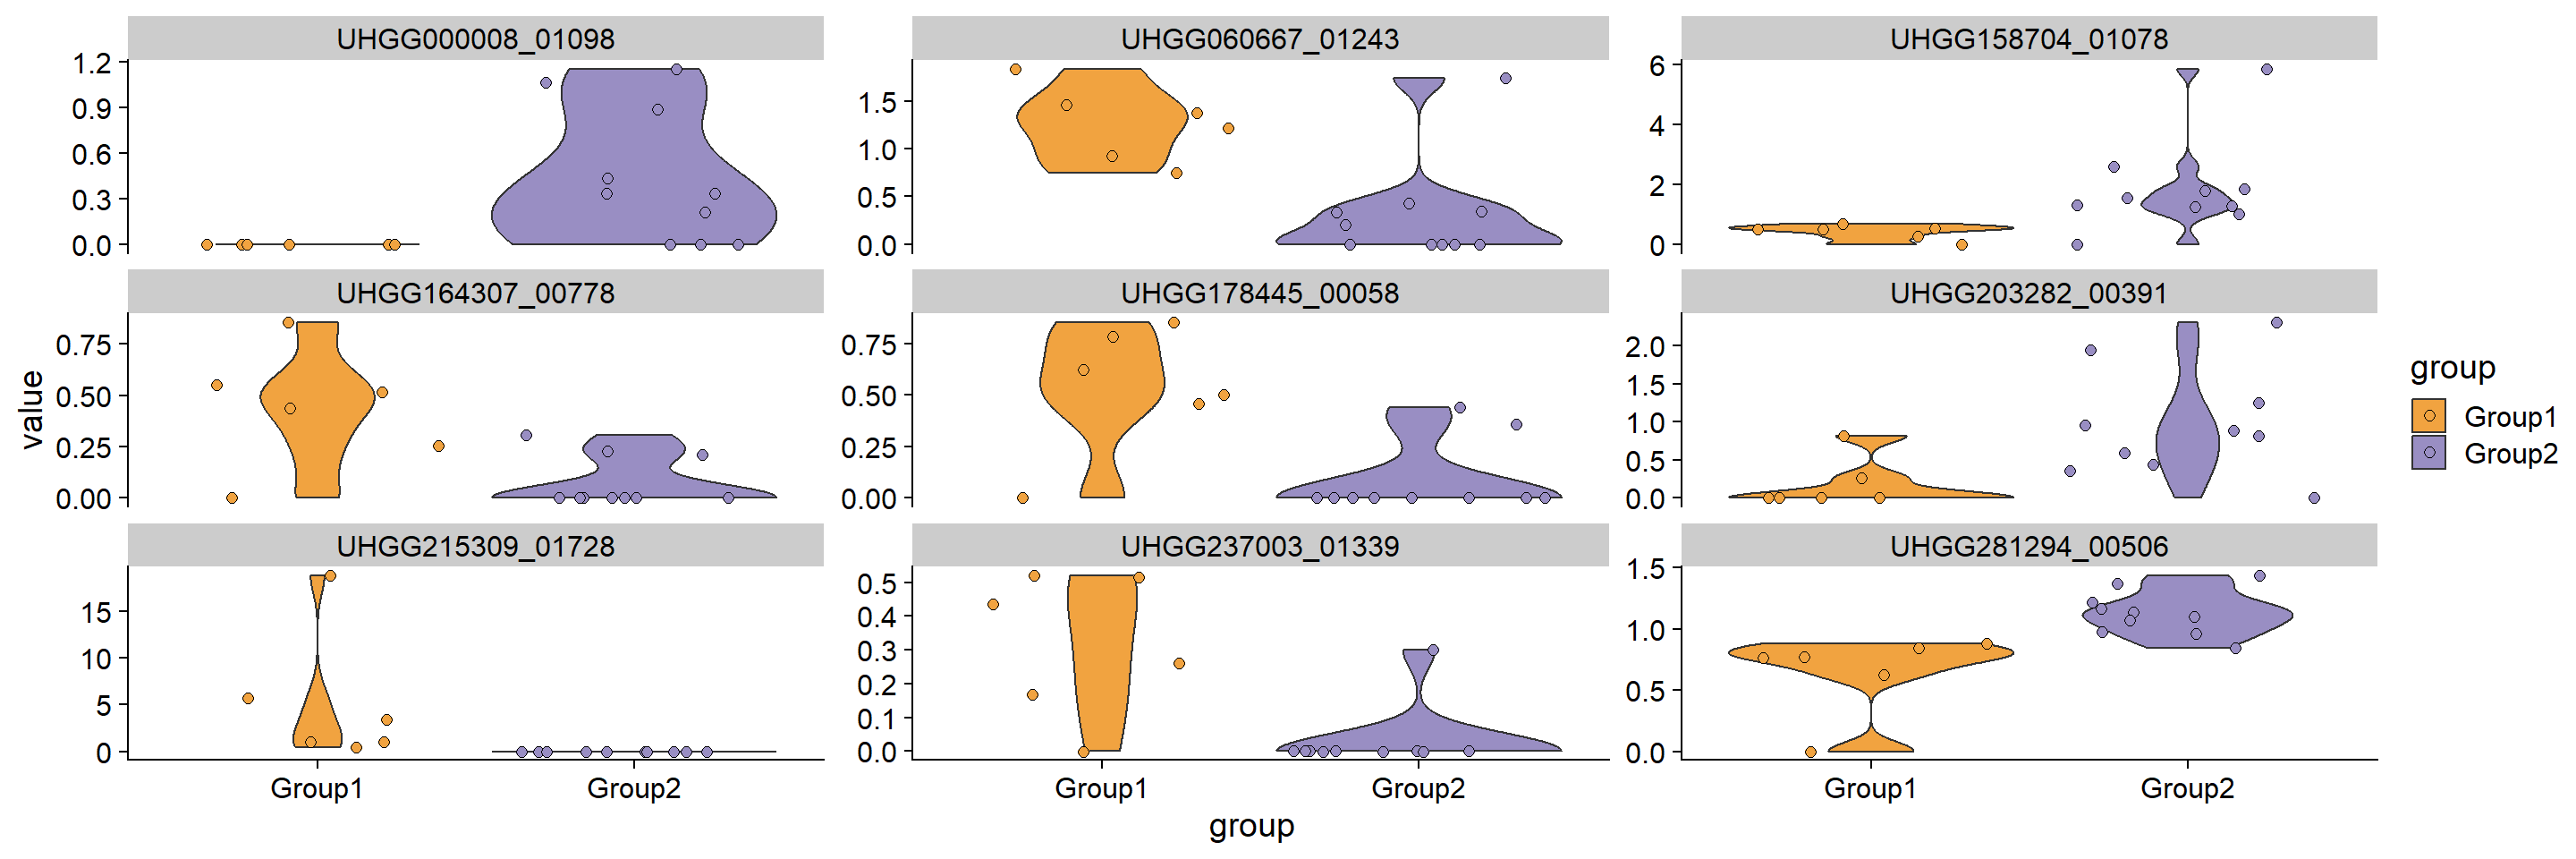 UHGG000008_01098
UHGG060667_01243
UHGG158704_01078
1.2
0.9
0.6
0.3
0.0
1.5
1.0
0.5
0.0
6
4
2
0
UHGG164307_00778
UHGG178445_00058
UHGG203282_00391
0.75
0.50
0.25
0.00
0.75
0.50
0.25
0.00
2.0
1.5
1.0
0.5
0.0
UHGG215309_01728
UHGG237003_01339
UHGG281294_00506
15
10
5
0
0.5
0.4
0.3
0.2
0.1
0.0
1.5
1.0
0.5
0.0
Group1 Group2
Group1 Group2
Group1 Group2
value
group
group
Group1
Group2